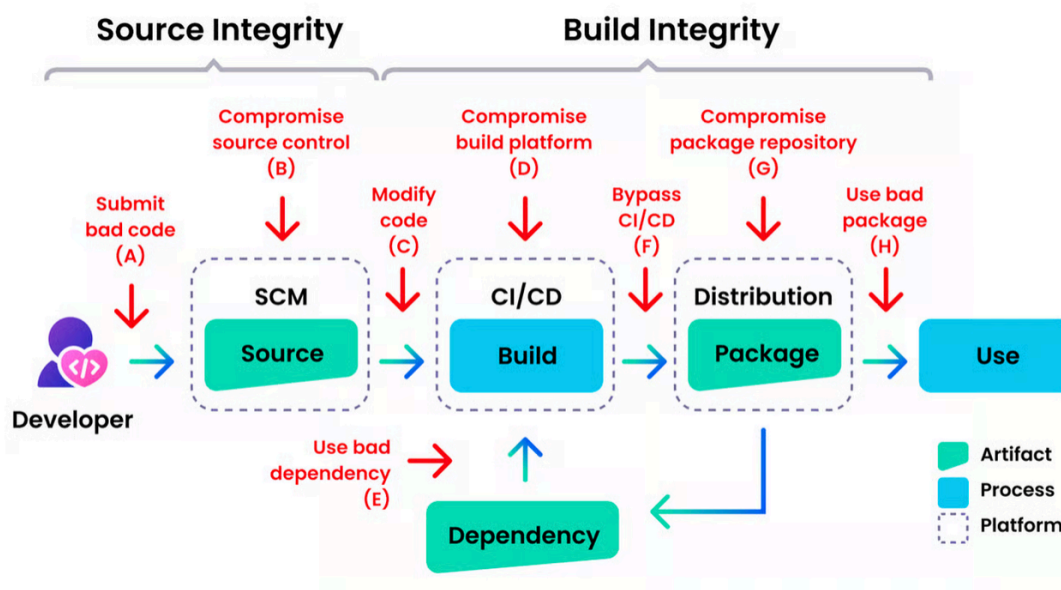 Source Integrity
Build Integrity
Compromise
source control
(B)
Compromise
build platform
(D)
Compromise
package repository
(G)
Submit
bad code
(A)
Modify
code
(C)
Bypass
CI/CD
(F)
Use bad
package
(H)
SCM
CI/CD
Distribution
</>
Source
Build
Package
Use
Developer
Use bad
dependency
(E)
Dependency
Artifact
Process
Platform